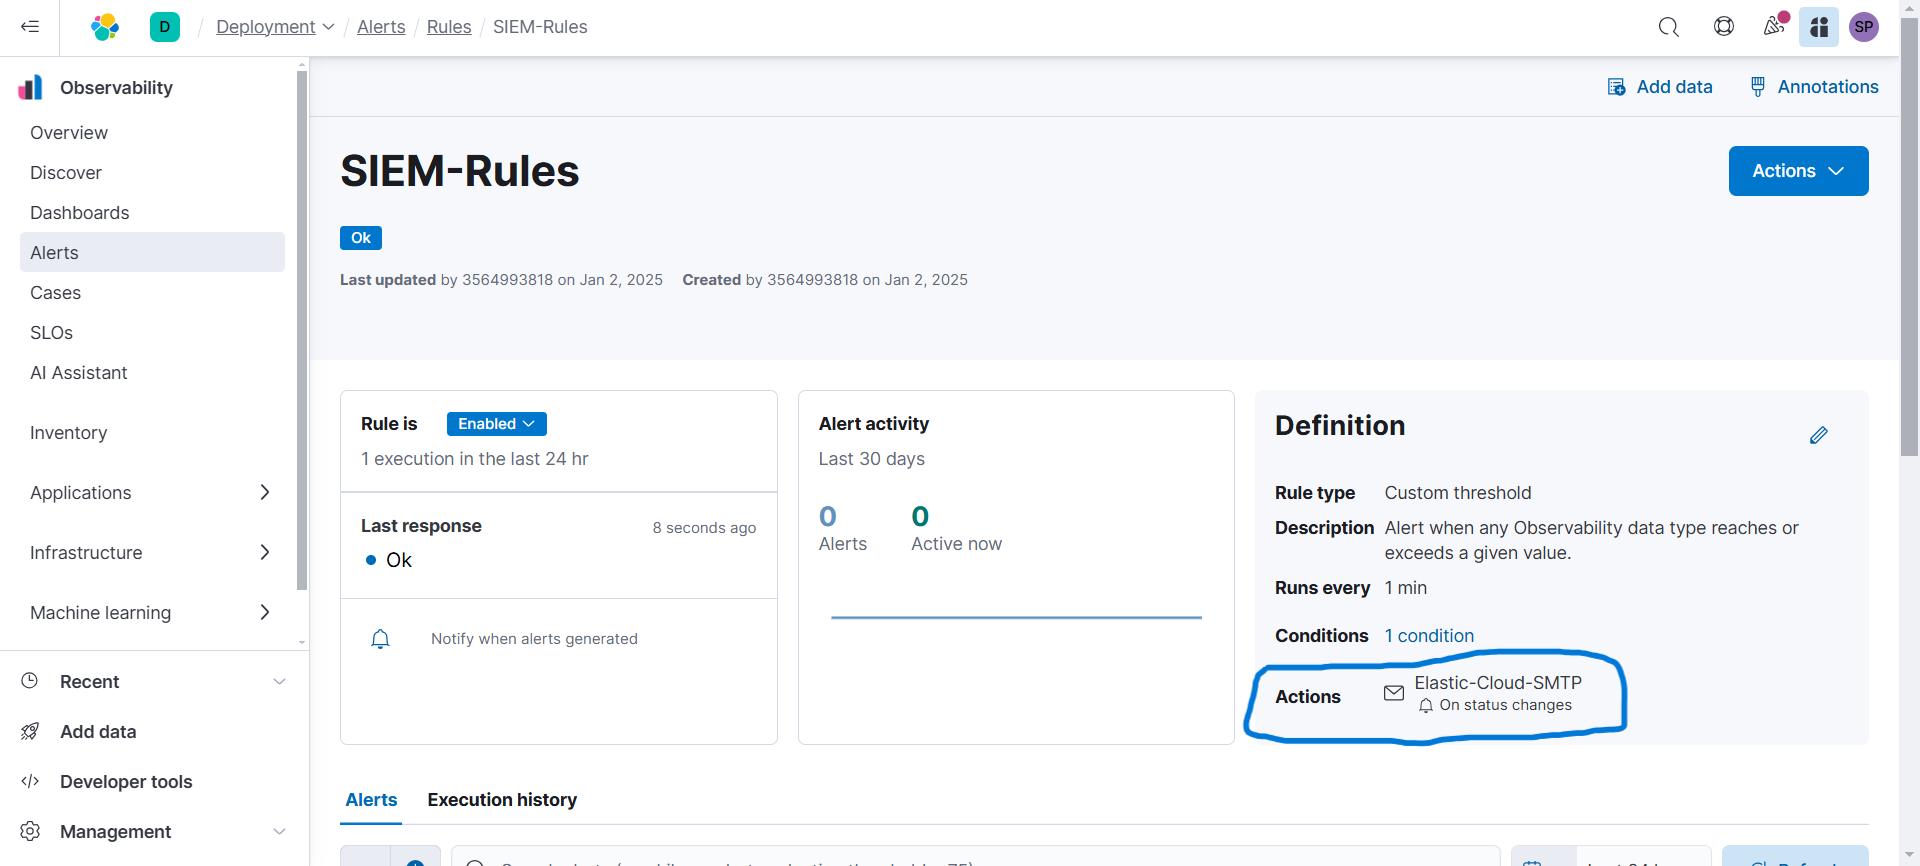 D
Deployment
Alerts
Rules
SIEM-Rules
SP
Observability
Overview
Discover
Dashboards
Alerts
Cases
SLOs
AI Assistant
Inventory
Applications
Infrastructure
Machine learning
Recent
Add data
Developer tools
Management
Add data
Annotations
SIEM-Rules
Actions
Ok
Last updated by 3564993818 on Jan 2, 2025 Created by 3564993818 on Jan 2, 2025
Rule is Enabled
1 execution in the last 24 hr
Last response 8 seconds ago
Ok
Notify when alerts generated
Alert activity
Last 30 days
0 0
Alerts Active now
Definition
Rule type Custom threshold
Description Alert when any Observability data type reaches or
exceeds a given value.
Runs every 1 min
Conditions 1 condition
Actions Elastic-Cloud-SMTP
On status changes
Alerts Execution history